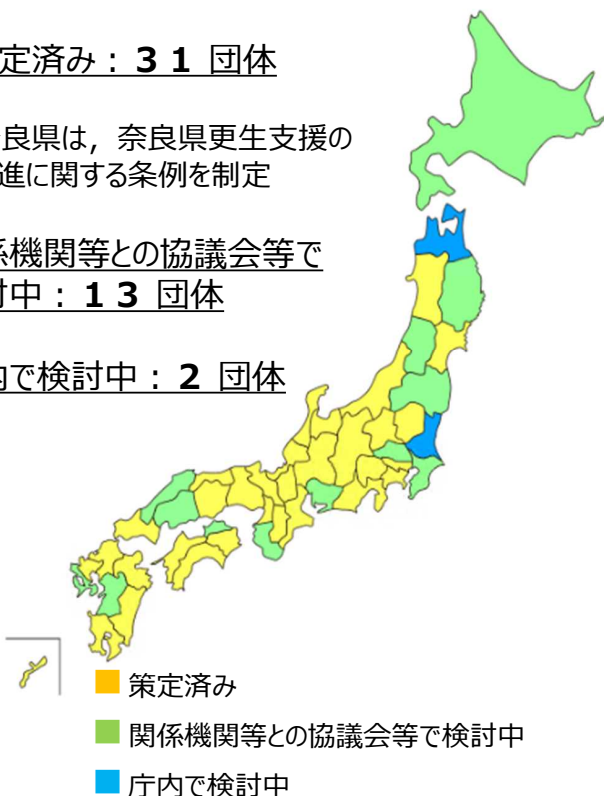 定済み：３１ 団体
良県は，奈良県更生支援の
進に関する条例を制定
係機関等との協議会等で
討中：１３ 団体
内で検討中：２ 団体
策定済み
関係機関等との協議会等で検討中
庁内で検討中